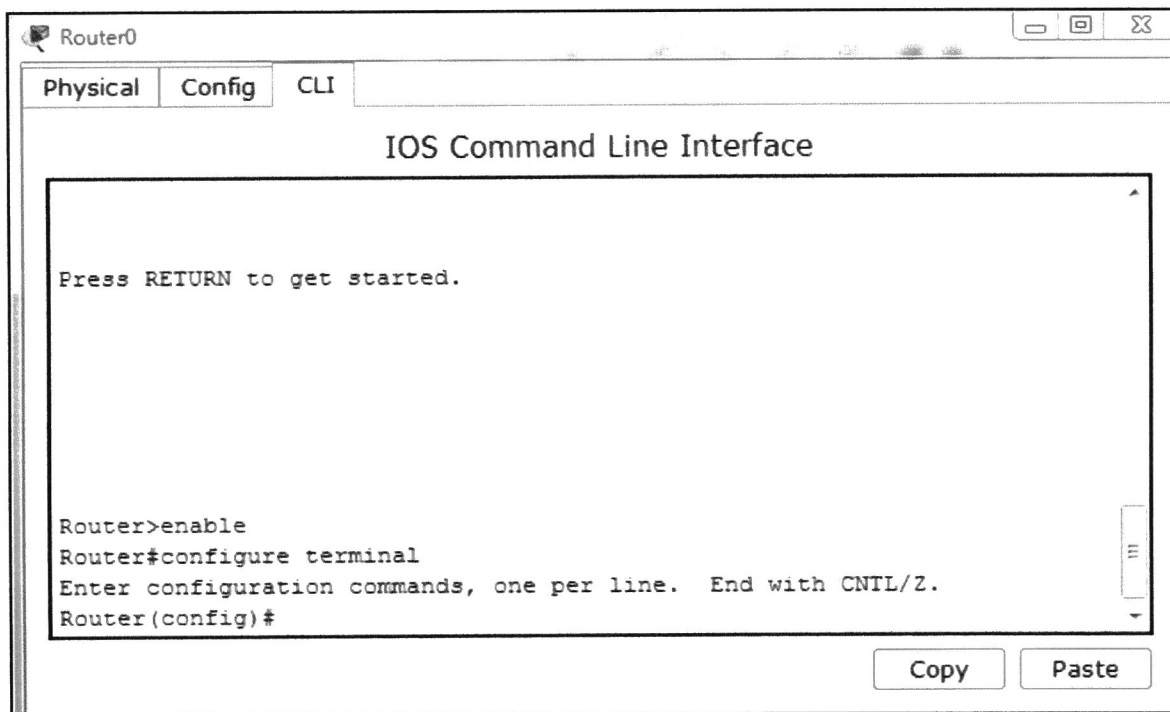 Router0
Physical Config CLI
IOS Command Line Interface
Press RETURN to get started.
Router>enable
Router#configure terminal
Enter configuration commands, one per line.  End with CNTL/Z.
Router(config)#
Copy Paste